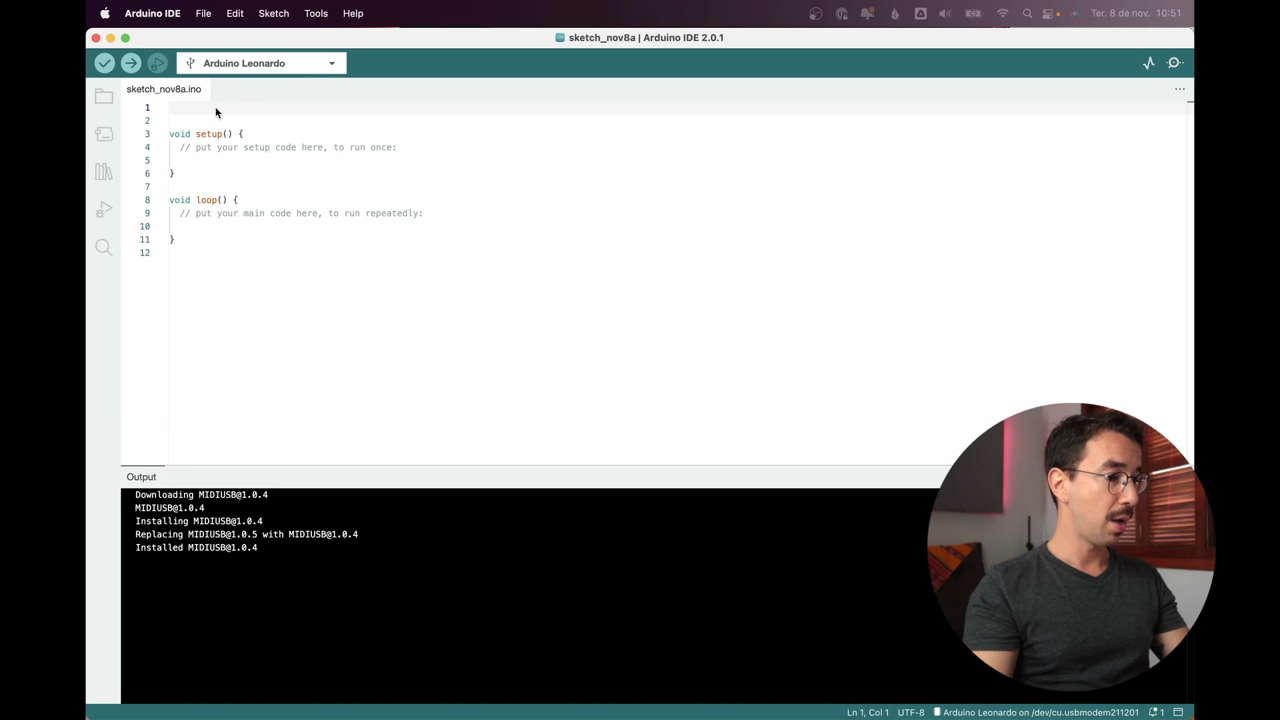 Arduino IDE File Edit Sketch Tools Help Ter. 8 de nov. 10:51
sketch_nov8a | Arduino IDE 2.0.1
Arduino Leonardo
sketch_nov8a.ino
1
2
3 void setup() {
4 // put your setup code here, to run once:
5
6 }
7
8 void loop() {
9 // put your main code here, to run repeatedly:
10
11 }
12
Output
Downloading MIDIUSB@1.0.4
MIDIUSB@1.0.4
Installing MIDIUSB@1.0.4
Replacing MIDIUSB@1.0.5 with MIDIUSB@1.0.4
Installed MIDIUSB@1.0.4
Ln 1, Col 1 UTF-8 Arduino Leonardo on /dev/cu.usbmodem211201 1